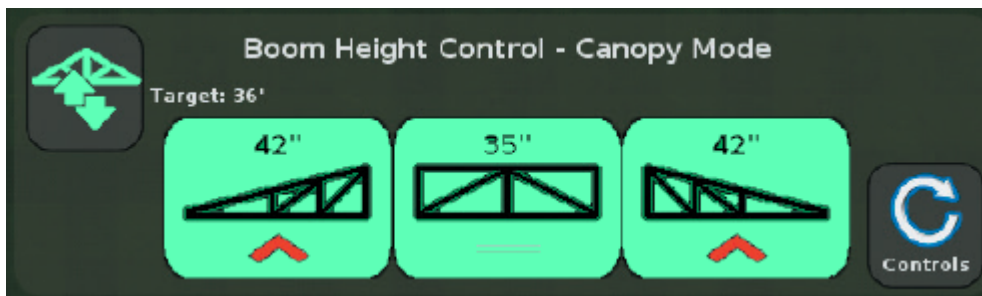 Boom Height Control - Canopy Mode
Target: 36'
42" 35" 42"
Controls